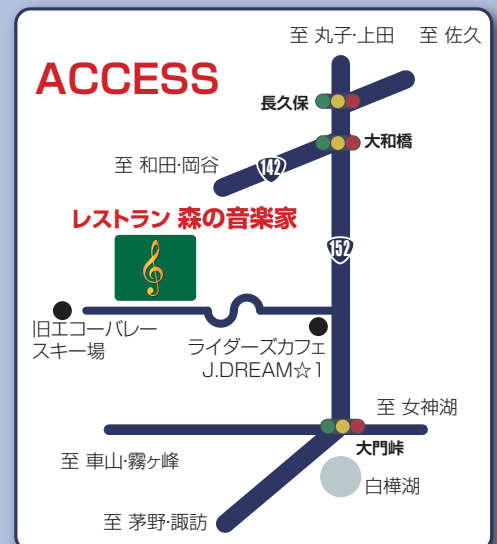 至 丸子・上田
至 佐久
ACCESS
長久保
大和橋
至 和田・岡谷
142
レストラン 森の音楽家
152
旧エコーバレー
スキー場
ライダーズカフェ
J.DREAM☆1
至 女神湖
大門峠
至 車山・霧ヶ峰
白樺湖
至 茅野・諏訪